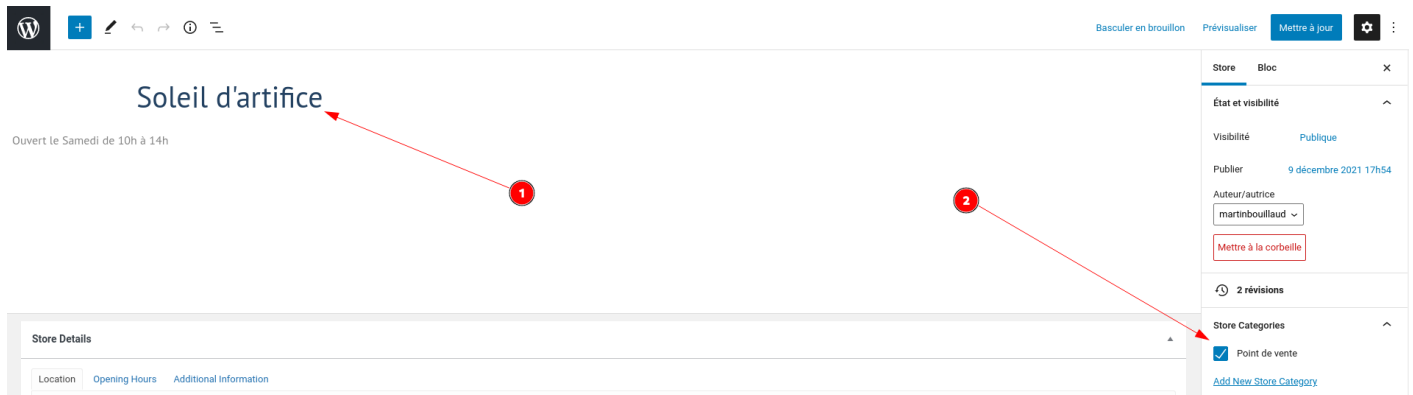 Basculer en brouillon Prévisualiser Mettre à jour
Store Bloc
Soleil d'artifice
État et visibilité
Ouvert le Samedi de 10h à 14h
Visibilité Publique
Publier 9 décembre 2021 17h54
1
2
Auteur/autrice
martinbouillaud
Mettre à la corbeille
2 révisions
Store Categories
Store Details
Point de vente
Location Opening Hours Additional Information
Add New Store Category